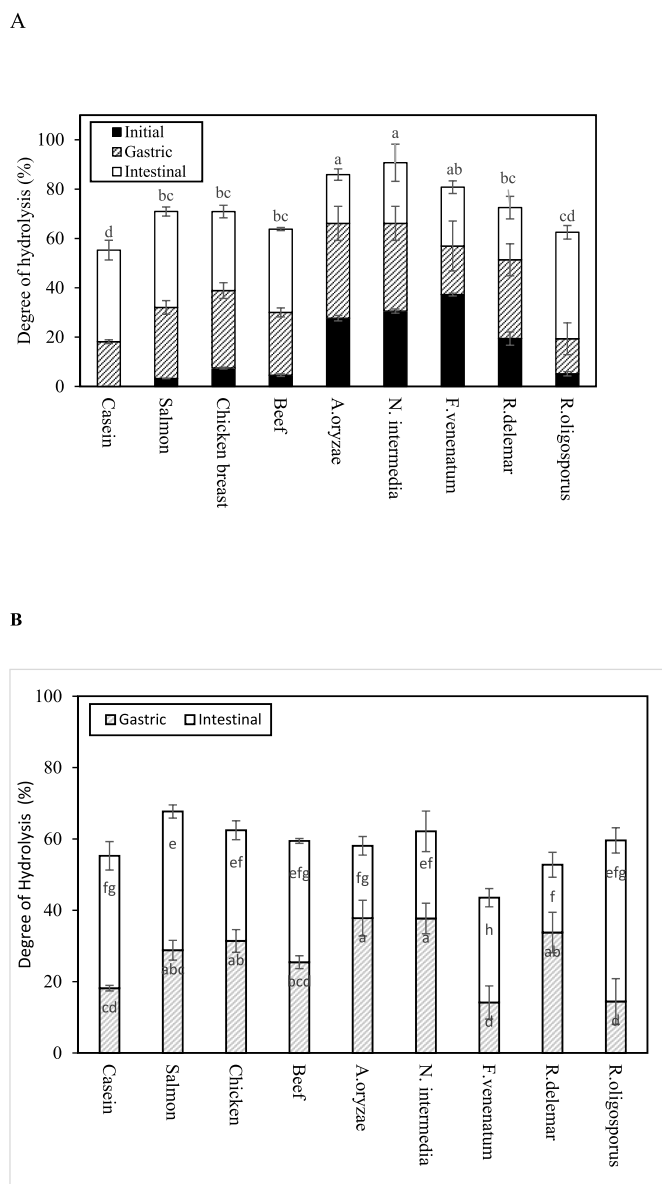 A
Degree of hydrolysis (%)
100
80
60
40
20
0
Initial
Gastric
Intestinal
d
bc
bc
bc
a
a
ab
bc
cd
Casein
Salmon
Chicken breast
Beef
A.oryzae
N. intermedia
F.venenatum
R.delemar
R.oligosporus
B
Degree of Hydrolysis (%)
100
80
60
40
20
0
Gastric Intestinal
fg
e
ef
efg
fg
ef
h
f
efg
cd
abc
ab
bcd
a
a
d
ab
d
Casein
Salmon
Chicken
Beef
A.oryzae
N. intermedia
F.venenatum
R.delemar
R.oligosporus